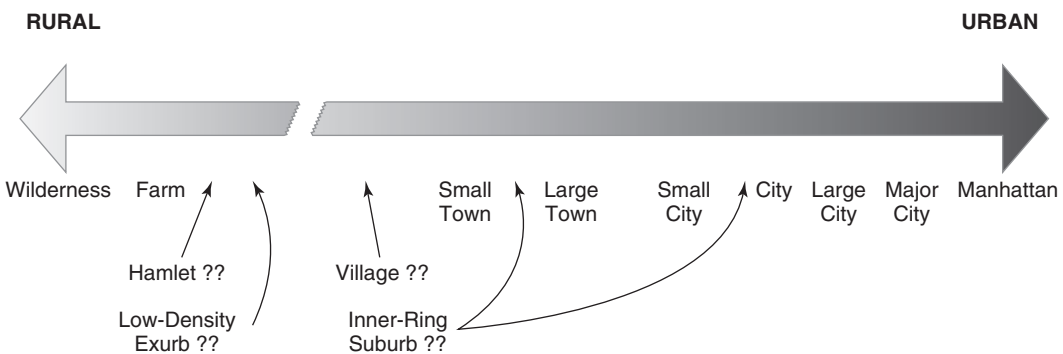 RURAL
URBAN
Wilderness
Farm
Small
Town
Large
Town
Small
City
City
Large
City
Major
City
Manhattan
Hamlet ??
Village ??
Low-Density
Exurb ??
Inner-Ring
Suburb ??